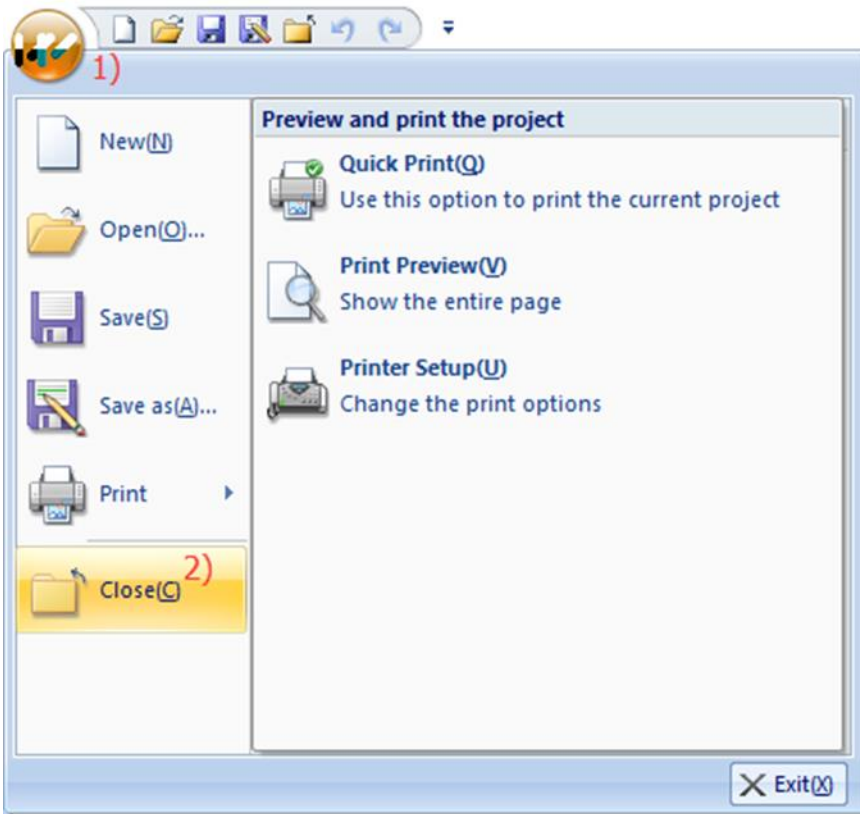 1)
New(N)
Open(O)...
Save(S)
Save as(A)...
Print
Close(C)
2)
Preview and print the project
Quick Print(Q)
Use this option to print the current project
Print Preview(V)
Show the entire page
Printer Setup(U)
Change the print options
Exit(X)